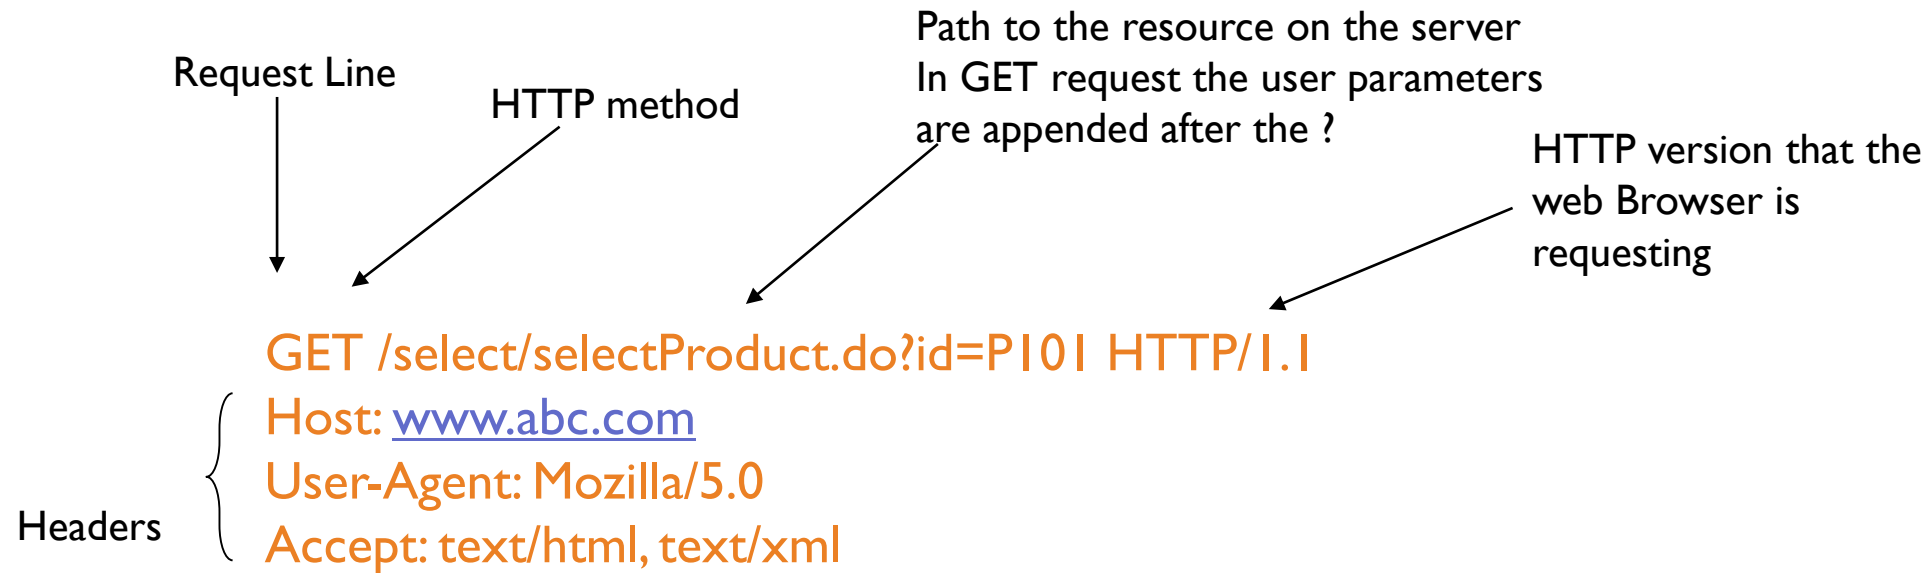 Request Line
HTTP method
Path to the resource on the server
In GET request the user parameters
are appended after the ?
HTTP version that the
web Browser is
requesting
GET /select/selectProduct.do?id=P101 HTTP/1.1
Host: www.abc.com
User-Agent: Mozilla/5.0
Accept: text/html, text/xml
Headers